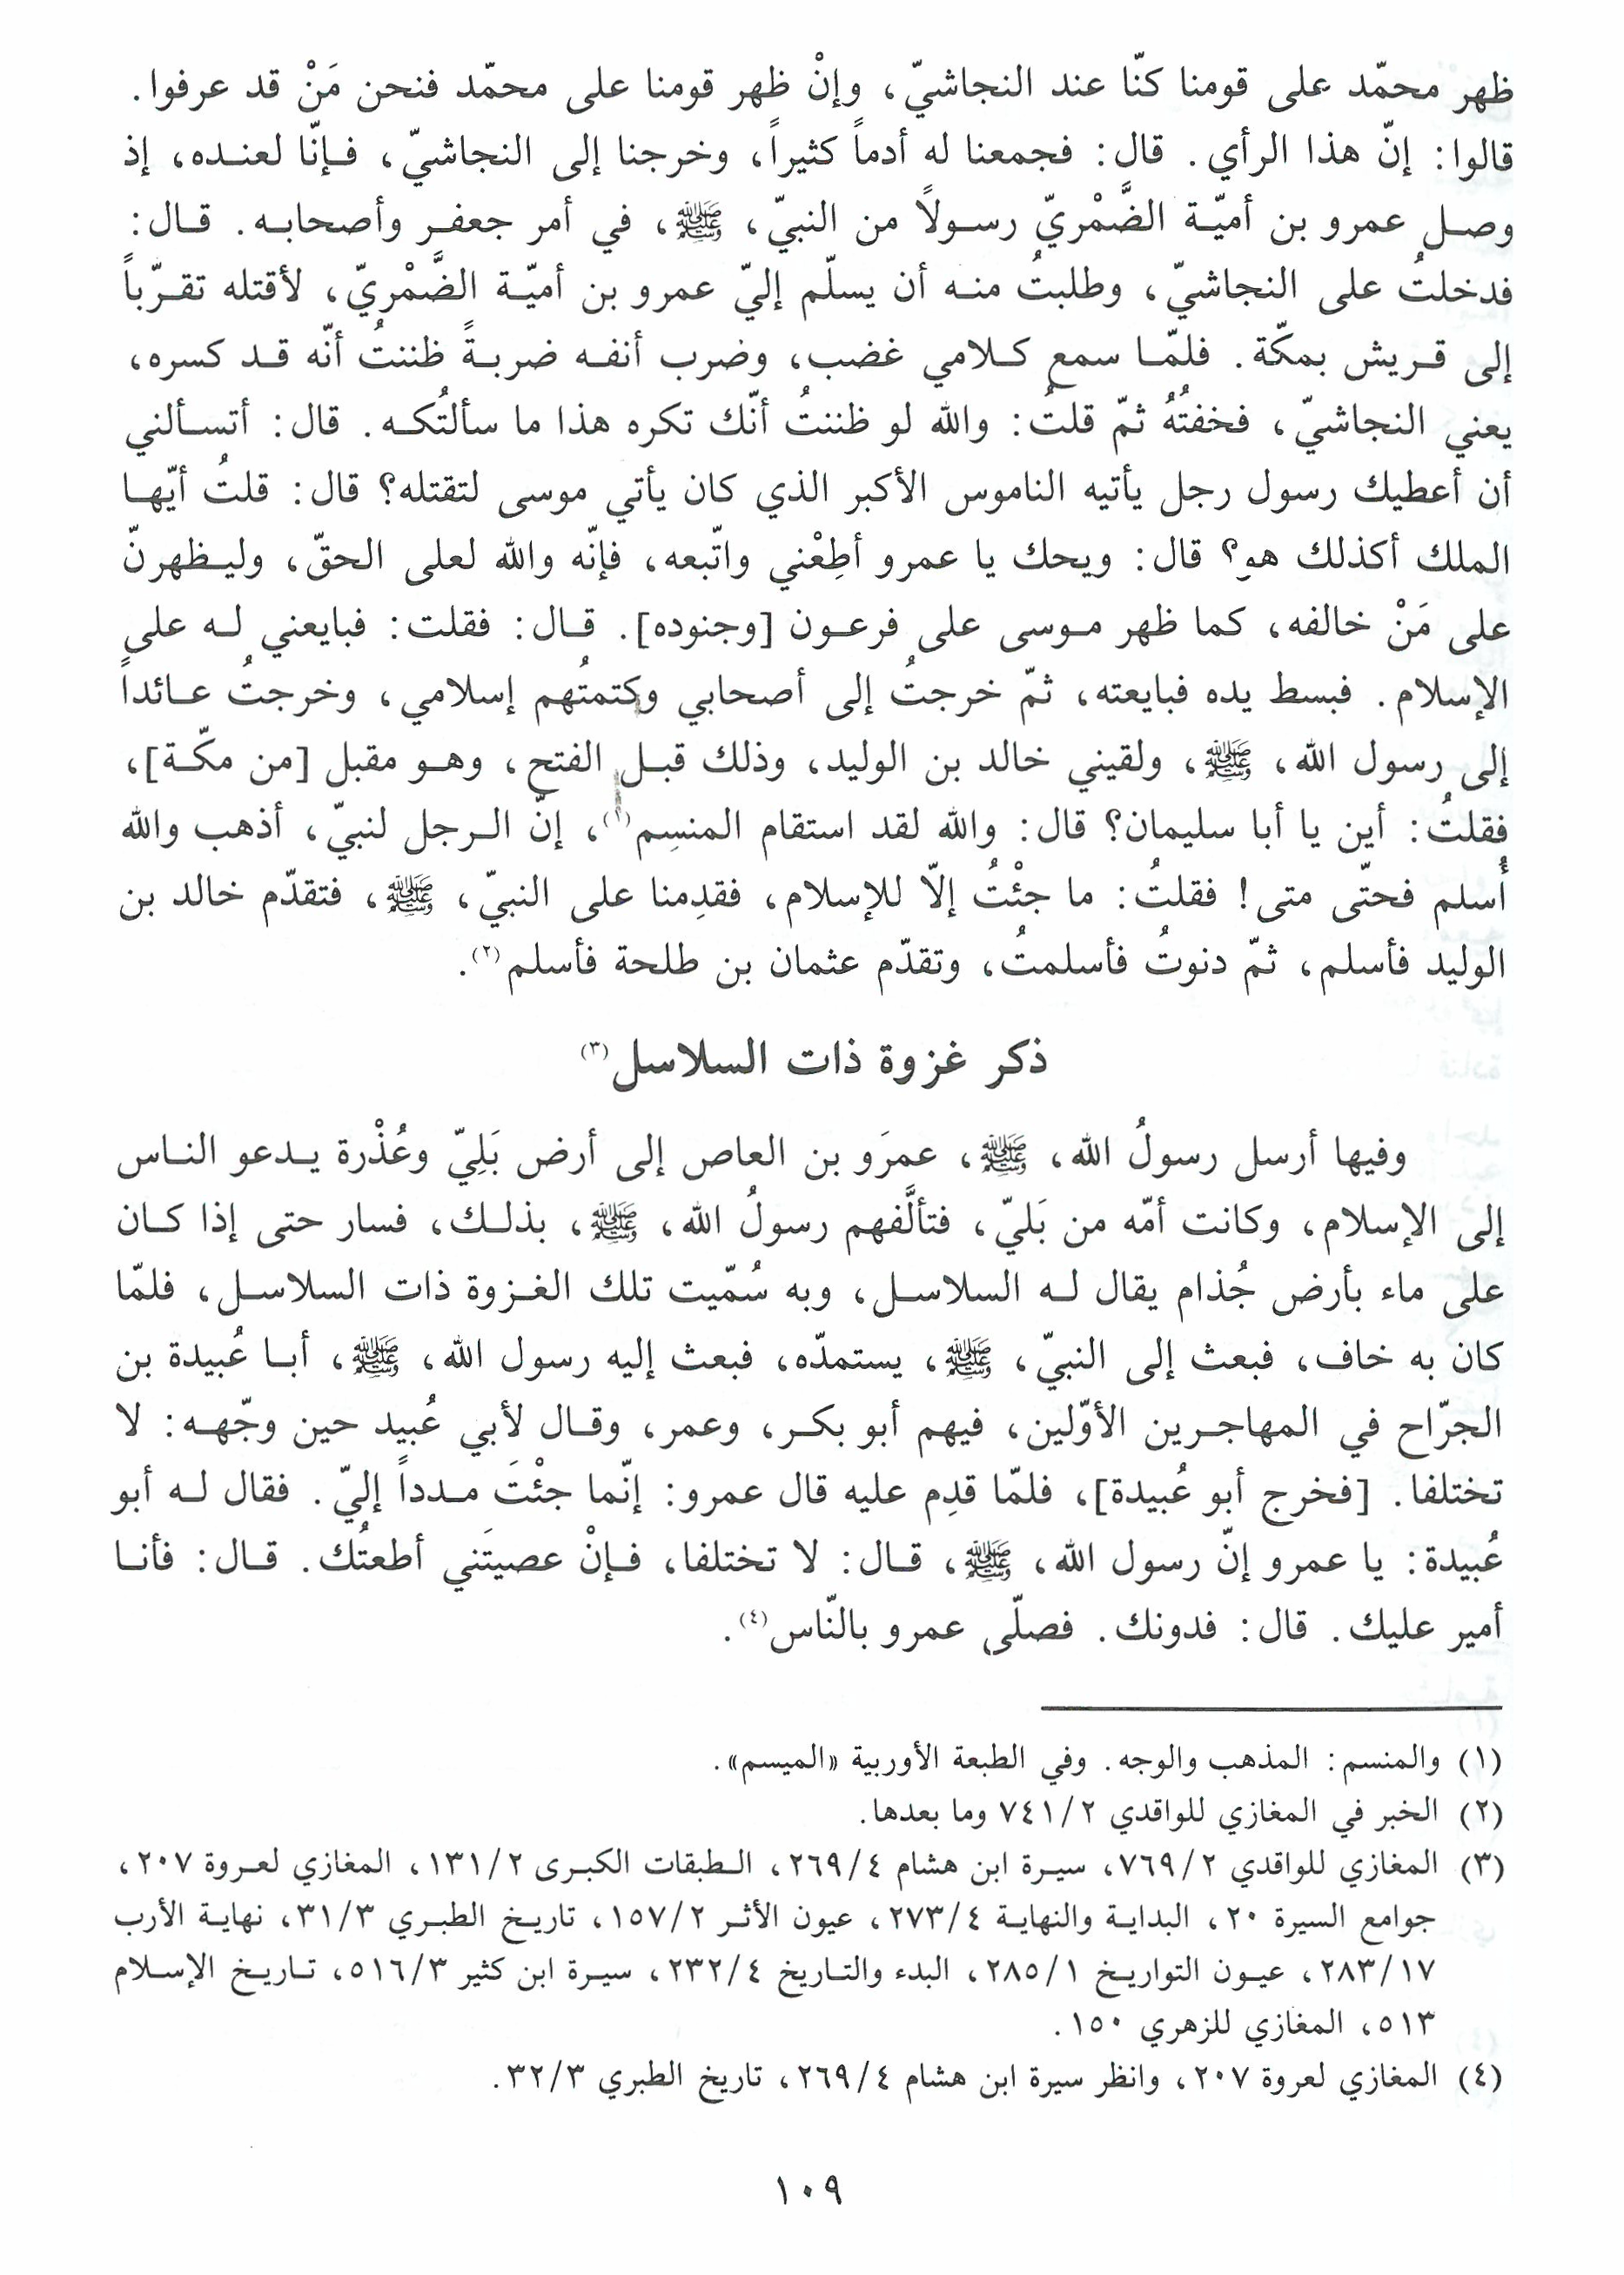 ظهر محمّد على قومنا كنّا عند النجاشيّ، وإنْ ظهر قومنا على محمّد فنحن مَنْ قد عرفوا.
قالوا: إنّ هذا الرأي. قال: فجمعنا له أدماً كثيراً، وخرجنا إلى النجاشيّ، فإنّا لعنده، إذ
وصل عمرو بن أميّة الضَّمْريّ رسولاً من النبيّ، ﷺ، في أمر جعفر وأصحابه. قال:
فدخلتُ على النجاشيّ، وطلبتُ منه أن يسلّم إليّ عمرو بن أميّة الضَّمْريّ، لأقتله تقرّباً
إلى قريش بمكّة. فلمّا سمع كلامي غضب، وضرب أنفه ضربةً ظننتُ أنّه قد كسره،
يعني النجاشيّ، فخفتُهُ ثمّ قلتُ: والله لو ظننتُ أنّك تكره هذا ما سألتُكه. قال: أتسألني
أن أعطيك رسول رجل يأتيه الناموس الأكبر الذي كان يأتي موسى لتقتله؟ قال: قلتُ أيّها
الملك أكذلك هو؟ قال: ويحك يا عمرو أطِعْني واتّبعه، فإنّه والله لعلى الحقّ، وليظهرنّ
على مَنْ خالفه، كما ظهر موسى على فرعون [وجنوده]. قال: فقلت: فبايعني له على
الإسلام. فبسط يده فبايعته، ثمّ خرجتُ إلى أصحابي وكتمتُهم إسلامي، وخرجتُ عائداً
إلى رسول الله، ﷺ، ولقيني خالد بن الوليد، وذلك قبل الفتح، وهو مقبل [من مكّة]،
فقلتُ: أين يا أبا سليمان؟ قال: والله لقد استقام المنسِم(١)، إنّ الرجل لنبيّ، أذهب والله
أُسلم فحتّى متى! فقلتُ: ما جئْتُ إلّا للإسلام، فقدِمنا على النبيّ، ﷺ، فتقدّم خالد بن
الوليد فأسلم، ثمّ دنوتُ فأسلمتُ، وتقدّم عثمان بن طلحة فأسلم(٢).
ذكر غزوة ذات السلاسل(٣)
وفيها أرسل رسولُ الله، ﷺ، عمرَو بن العاص إلى أرض بَلِيّ وعُذْرة يدعو الناس
إلى الإسلام، وكانت أمّه من بَليّ، فتألَّفهم رسولُ الله، ﷺ، بذلك، فسار حتى إذا كان
على ماء بأرض جُذام يقال له السلاسل، وبه سُمّيت تلك الغزوة ذات السلاسل، فلمّا
كان به خاف، فبعث إلى النبيّ، ﷺ، يستمدّه، فبعث إليه رسول الله، ﷺ، أبا عُبيدة بن
الجرّاح في المهاجرين الأوّلين، فيهم أبو بكر، وعمر، وقال لأبي عُبيد حين وجّهه: لا
تختلفا. [فخرج أبو عُبيدة]، فلمّا قدِم عليه قال عمرو: إنّما جئْتَ مدداً إليّ. فقال له أبو
عُبيدة: يا عمرو إنّ رسول الله، ﷺ، قال: لا تختلفا، فإنْ عصيتَني أطعتُك. قال: فأنا
أمير عليك. قال: فدونك. فصلّى عمرو بالنّاس(٤).
(١) والمنسم: المذهب والوجه. وفي الطبعة الأوربية «الميسم».
(٢) الخبر في المغازي للواقدي ٧٤١/٢ وما بعدها.
(٣) المغازي للواقدي ٧٦٩/٢، سيرة ابن هشام ٢٦٩/٤، الطبقات الكبرى ١٣١/٢، المغازي لعروة ٢٠٧،
جوامع السيرة ٢٠، البداية والنهاية ٢٧٣/٤، عيون الأثر ١٥٧/٢، تاريخ الطبري ٣١/٣، نهاية الأرب
٢٨٣/١٧، عيون التواريخ ٢٨٥/١، البدء والتاريخ ٢٣٢/٤، سيرة ابن كثير ٥١٦/٣، تاريخ الإسلام
٥١٣، المغازي للزهري ١٥٠.
(٤) المغازي لعروة ٢٠٧، وانظر سيرة ابن هشام ٢٦٩/٤، تاريخ الطبري ٣٢/٣.
١٠٩